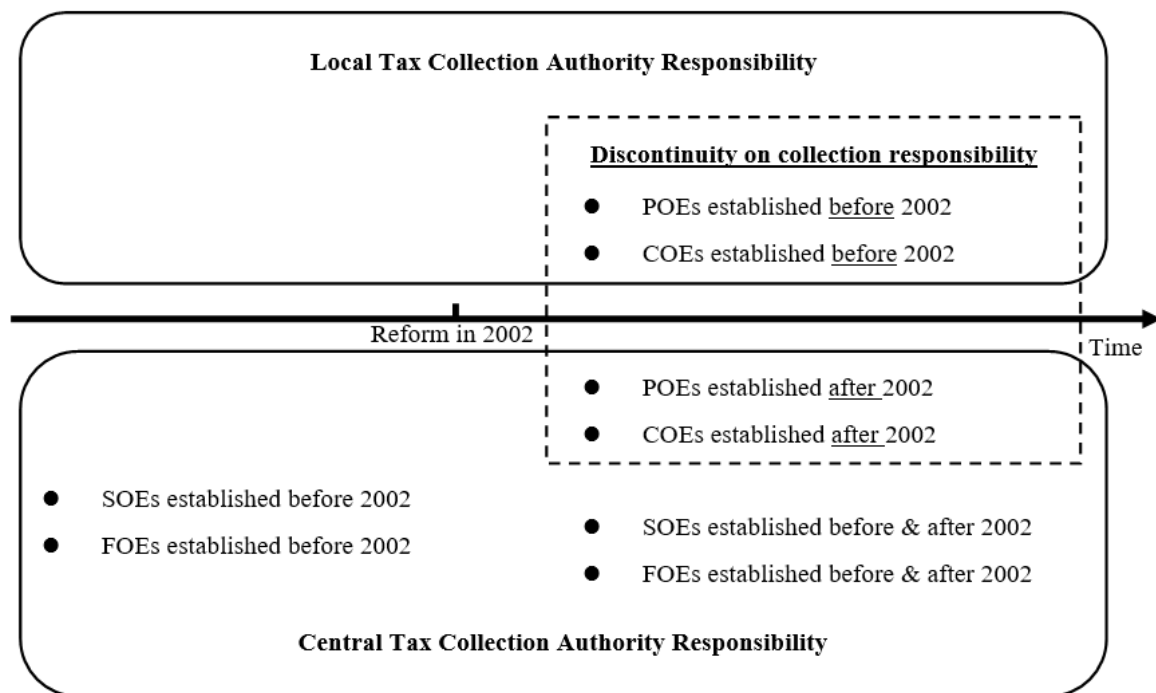 Local Tax Collection Authority Responsibility
Discontinuity on collection responsibility
● POEs established before 2002
● COEs established before 2002
Reform in 2002
Time
● POEs established after 2002
● COEs established after 2002
● SOEs established before 2002
● FOEs established before 2002
● SOEs established before & after 2002
● FOEs established before & after 2002
Central Tax Collection Authority Responsibility